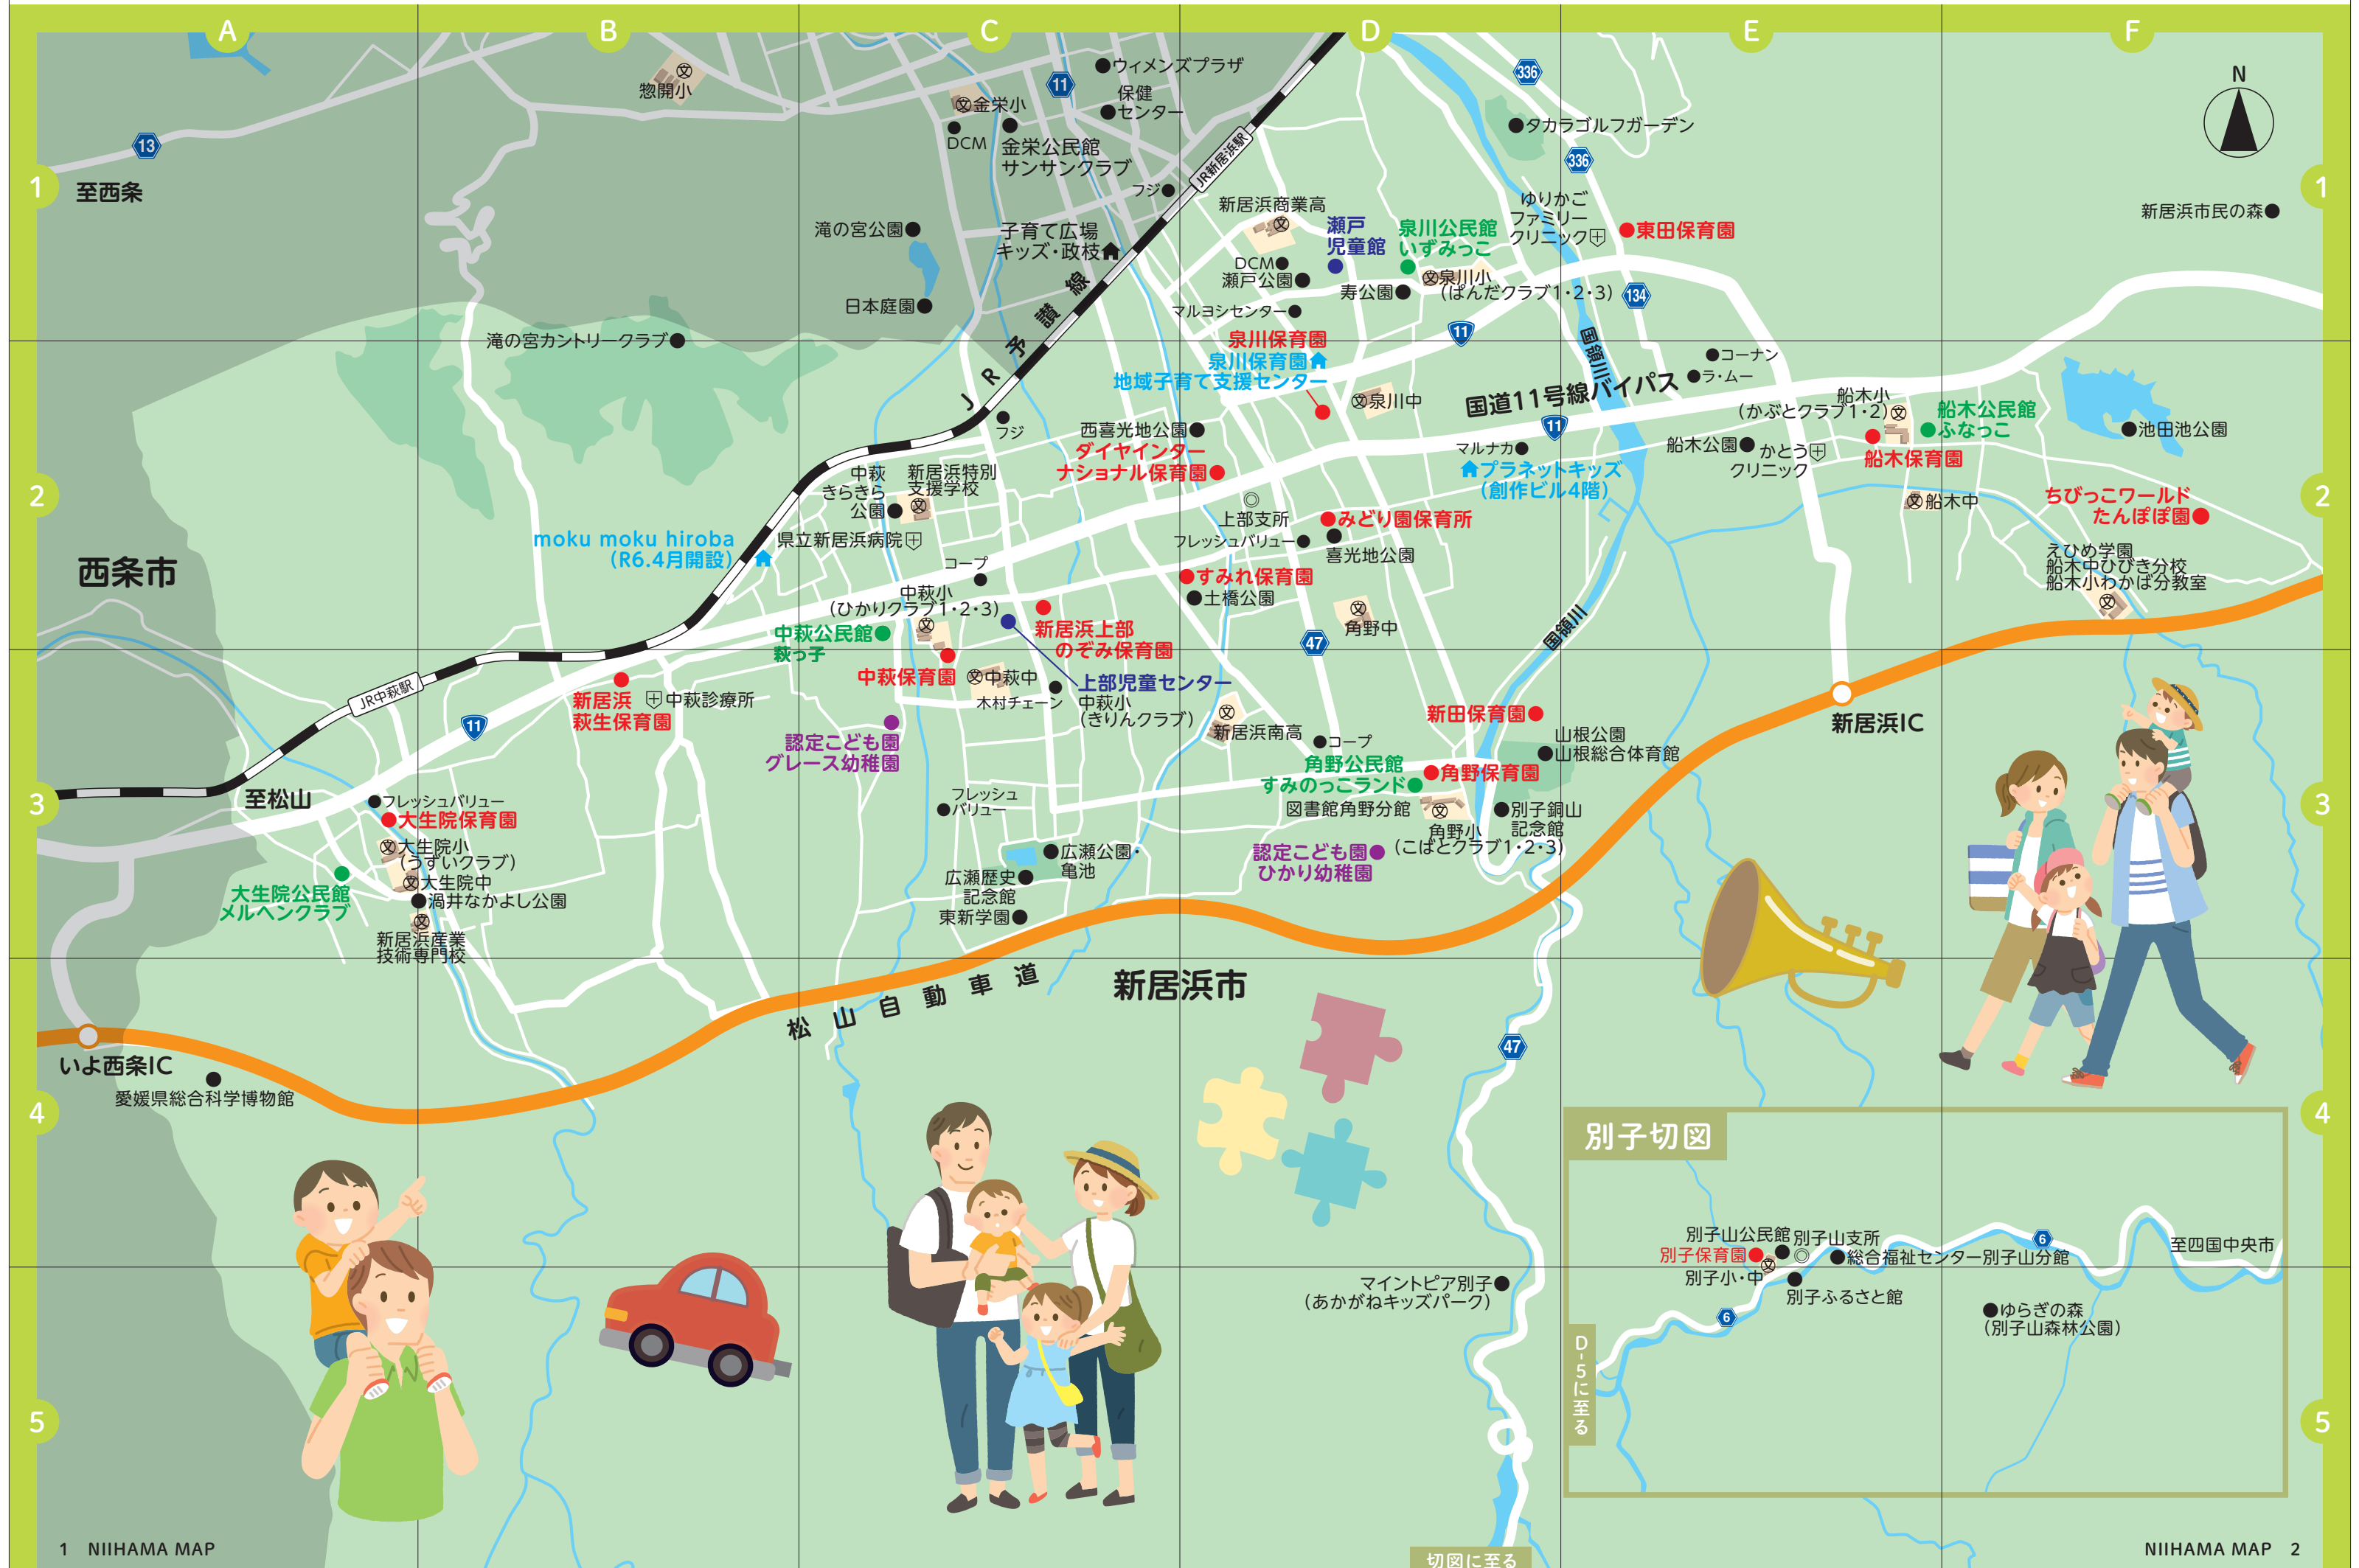 A
B
C
D
E
F
N
1
2
3
4
5
1
2
3
4
5
13
至西条
惣開小
金栄小
DCM
金栄公民館
サンサンクラブ
11
ウィメンズプラザ
保健
センター
フジ
JR新居浜駅
滝の宮公園
日本庭園
子育て広場
キッズ・政枝
JR予讃線
滝の宮カントリークラブ
336
タカラゴルフガーデン
336
新居浜商業高
瀬戸
児童館
泉川公民館
いずみっこ
ゆりかご
ファミリー
クリニック
東田保育園
新居浜市民の森
DCM
瀬戸公園
寿公園
泉川小
(ぱんだクラブ1・2・3)
134
マルヨシセンター
11
泉川保育園
泉川保育園
地域子育て支援センター
国領川
コーナン
ラ・ムー
国道11号線バイパス
11
泉川中
フジ
西喜光地公園
ダイヤインター
ナショナル保育園
マルナカ
プラネットキッズ
(創作ビル4階)
船木小
(かぶとクラブ1・2)
船木公民館
ふなっこ
船木公園
かとう
クリニック
船木保育園
池田池公園
船木中
ちびっこワールド
たんぽぽ園
えひめ学園
船木中ひびき分校
船木小わかば分教室
中萩
きらきら
公園
新居浜特別
支援学校
moku moku hiroba
(R6.4月開設)
県立新居浜病院
コープ
上部支所
みどり園保育所
フレッシュバリュー
喜光地公園
すみれ保育園
土橋公園
角野中
47
国領川
西条市
中萩小
(ひかりクラブ1・2・3)
中萩公民館
萩っ子
新居浜上部
のぞみ保育園
中萩保育園
中萩中
上部児童センター
木村チェーン
中萩小
(きりんクラブ)
JR中萩駅
新居浜
萩生保育園
中萩診療所
11
認定こども園
グレース幼稚園
新居浜南高
コープ
新田保育園
山根公園
山根総合体育館
新居浜IC
角野公民館
すみのっこランド
角野保育園
図書館角野分館
角野小
(こばとクラブ1・2・3)
別子銅山
記念館
認定こども園
ひかり幼稚園
至松山
フレッシュバリュー
大生院保育園
大生院小
(うずいクラブ)
大生院中
大生院公民館
メルヘンクラブ
渦井なかよし公園
新居浜産業
技術専門校
フレッシュ
バリュー
広瀬公園・
亀池
広瀬歴史
記念館
東新学園
松山自動車道
新居浜市
いよ西条IC
愛媛県総合科学博物館
47
マイントピア別子
(あかがねキッズパーク)
別子切図
別子山公民館
別子山支所
別子保育園
総合福祉センター別子山分館
6
至四国中央市
別子小・中
別子ふるさと館
6
ゆらぎの森
(別子山森林公園)
D-5に至る
切図に至る
1 NIIHAMA MAP
NIIHAMA MAP 2